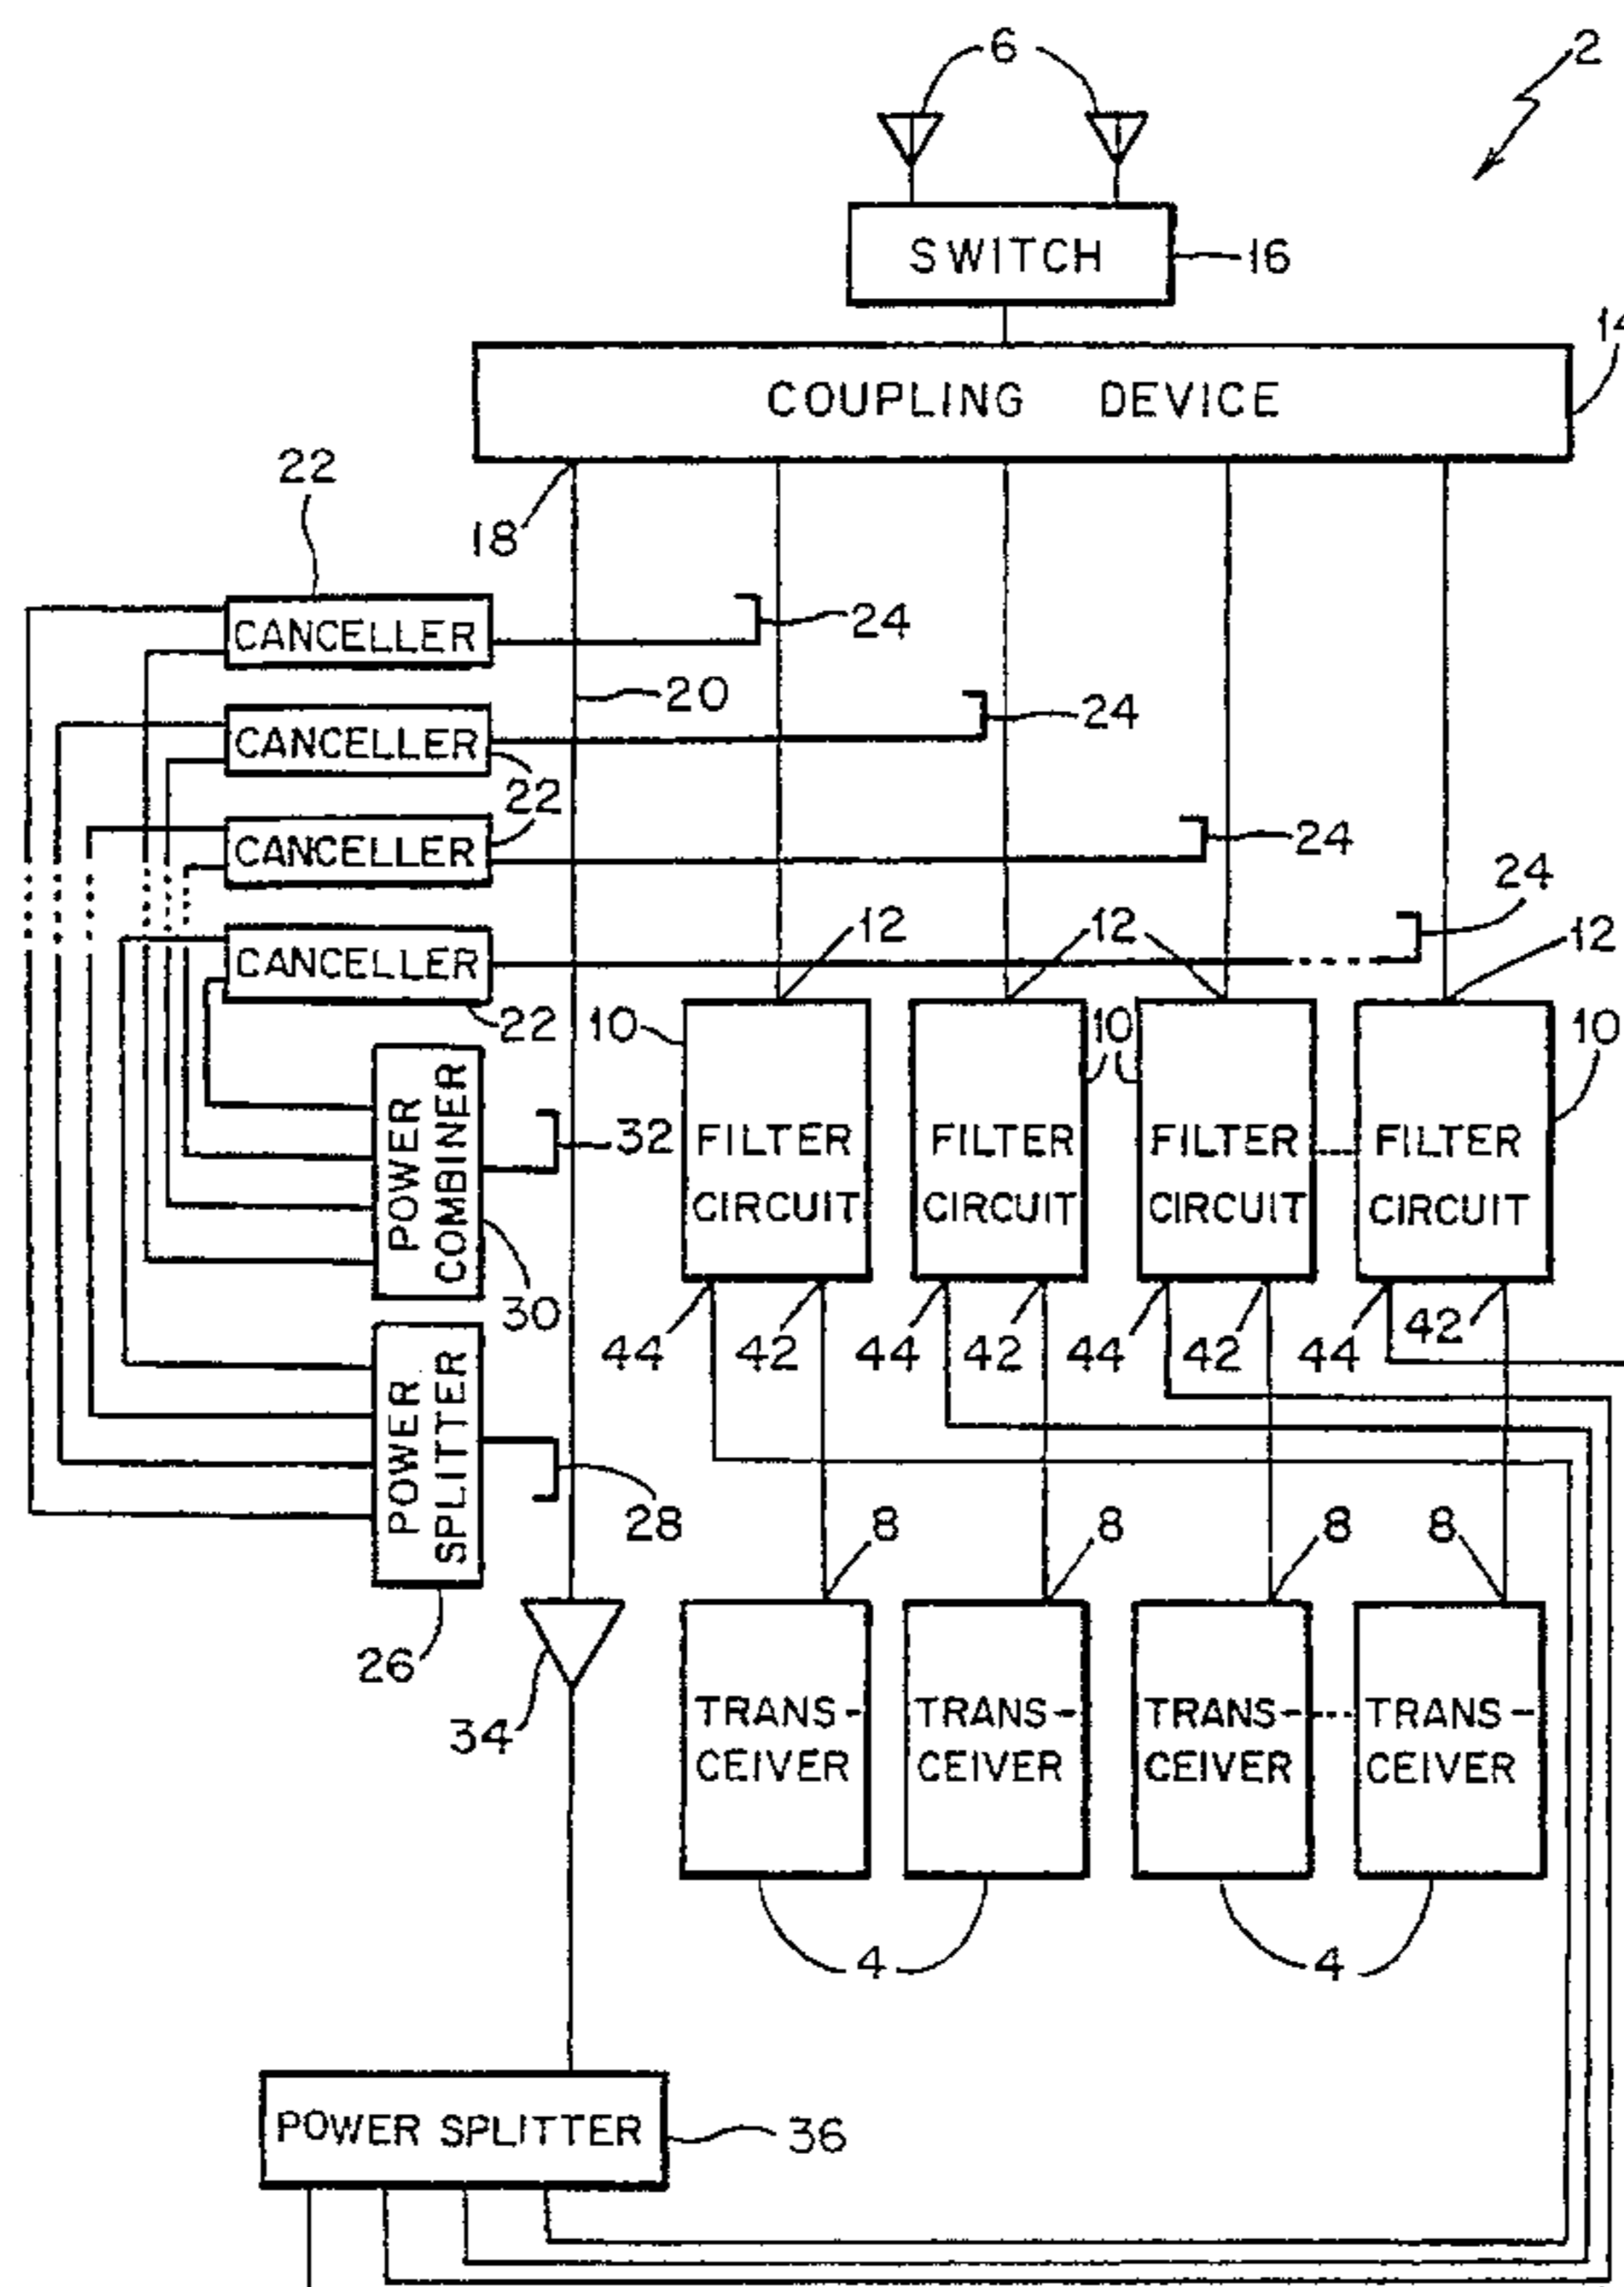 6
2
SWITCH
16
14
COUPLING DEVICE
22
18
CANCELLER
24
20
CANCELLER
24
22
CANCELLER
24
24
12
12
12
CANCELLER
22
10
10
10
POWER
COMBINER
32
FILTER
CIRCUIT
FILTER
CIRCUIT
FILTER
CIRCUIT
FILTER
CIRCUIT
30
44
42
44
42
44
42
44
42
POWER
SPLITTER
28
8
8
8
8
26
34
TRANS-
CEIVER
TRANS-
CEIVER
TRANS-
CEIVER
TRANS-
CEIVER
4
4
POWER SPLITTER
36